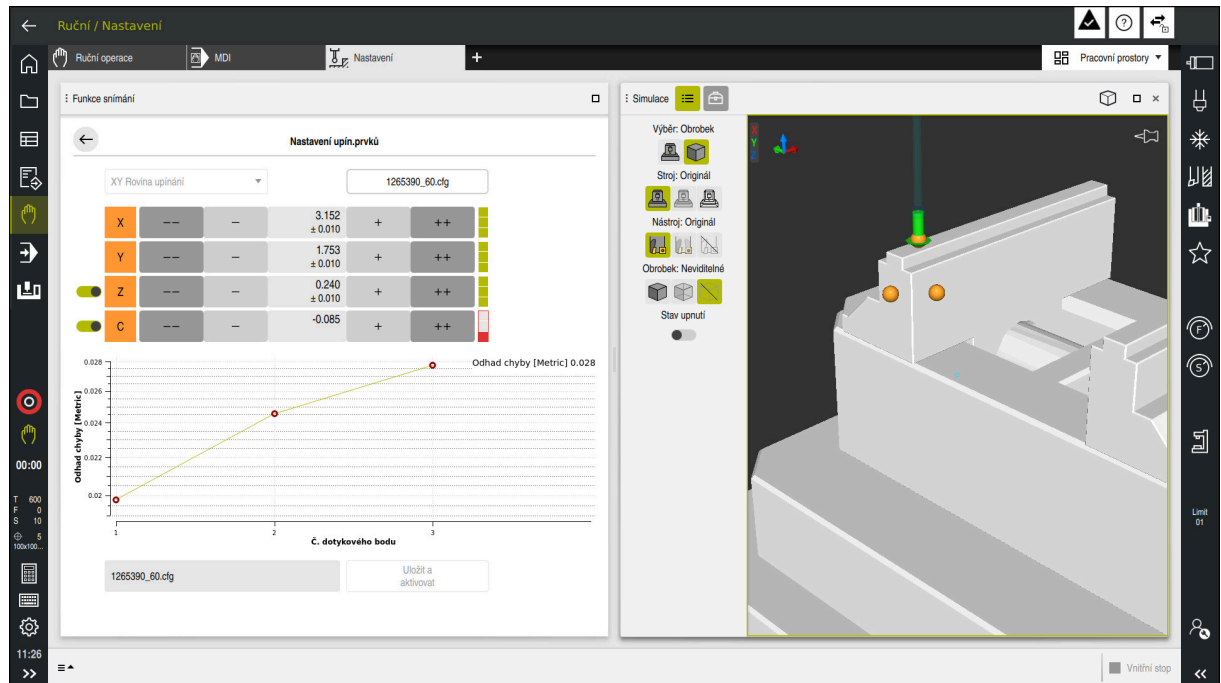 Ruční / Nastavení
Ruční operace
MDI
Nastavení
+
Pracovní prostory
Funkce snímání
Nastavení upín.prvků
XY Rovina upínání
1265390_60.cfg
X -- - 3.152 ± 0.010 + ++
Y -- - 1.753 ± 0.010 + ++
Z -- - 0.240 ± 0.010 + ++
C -- - -0.085 + ++
Odhad chyby [Metric] 0.028
Odhad chyby [Metric]
0.028
0.026
0.024
0.022
0.02
1 2 3
Č. dotykového bodu
1265390_60.cfg
Uložit a
aktivovat
Simulace
Výběr: Obrobek
Stroj: Originál
Nástroj: Originál
Obrobek: Neviditelné
Stav upnutí
X
Y
Z
00:00
T 600
F 0
S 10
5
100x100...
11:26
F
S
Limit
01
Vnitřní stop